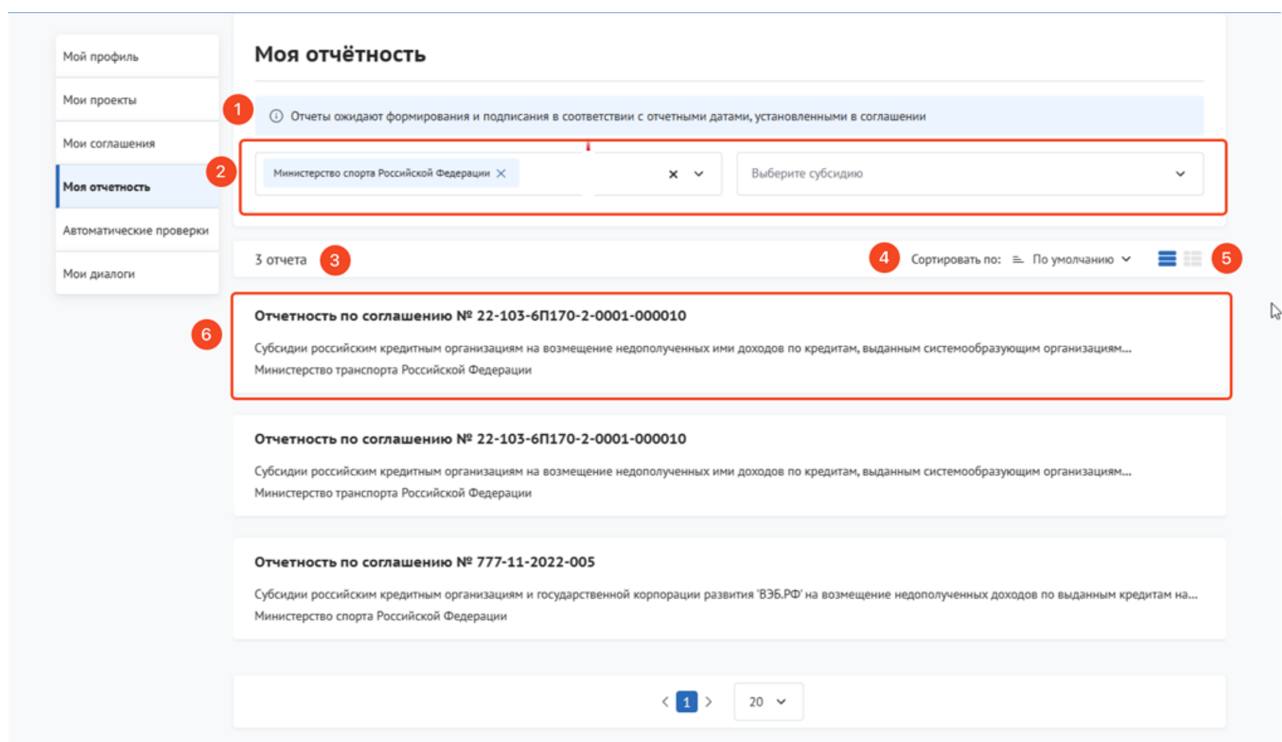 Мой профиль
Мои проекты
Мои соглашения
Моя отчетность
Автоматические проверки
Мои диалоги
Моя отчётность
1
Отчеты ожидают формирования и подписания в соответствии с отчетными датами, установленными в соглашении
2
Министерство спорта Российской Федерации
Выберите субсидию
3 отчета 3
4 Сортировать по: По умолчанию 5
6
Отчетность по соглашению № 22-103-6П170-2-0001-000010
Субсидии российским кредитным организациям на возмещение недополученных ими доходов по кредитам, выданным системообразующим организациям...
Министерство транспорта Российской Федерации
Отчетность по соглашению № 22-103-6П170-2-0001-000010
Субсидии российским кредитным организациям на возмещение недополученных ими доходов по кредитам, выданным системообразующим организациям...
Министерство транспорта Российской Федерации
Отчетность по соглашению № 777-11-2022-005
Субсидии российским кредитным организациям и государственной корпорации развития 'ВЭБ.РФ' на возмещение недополученных доходов по выданным кредитам на...
Министерство спорта Российской Федерации
1 20